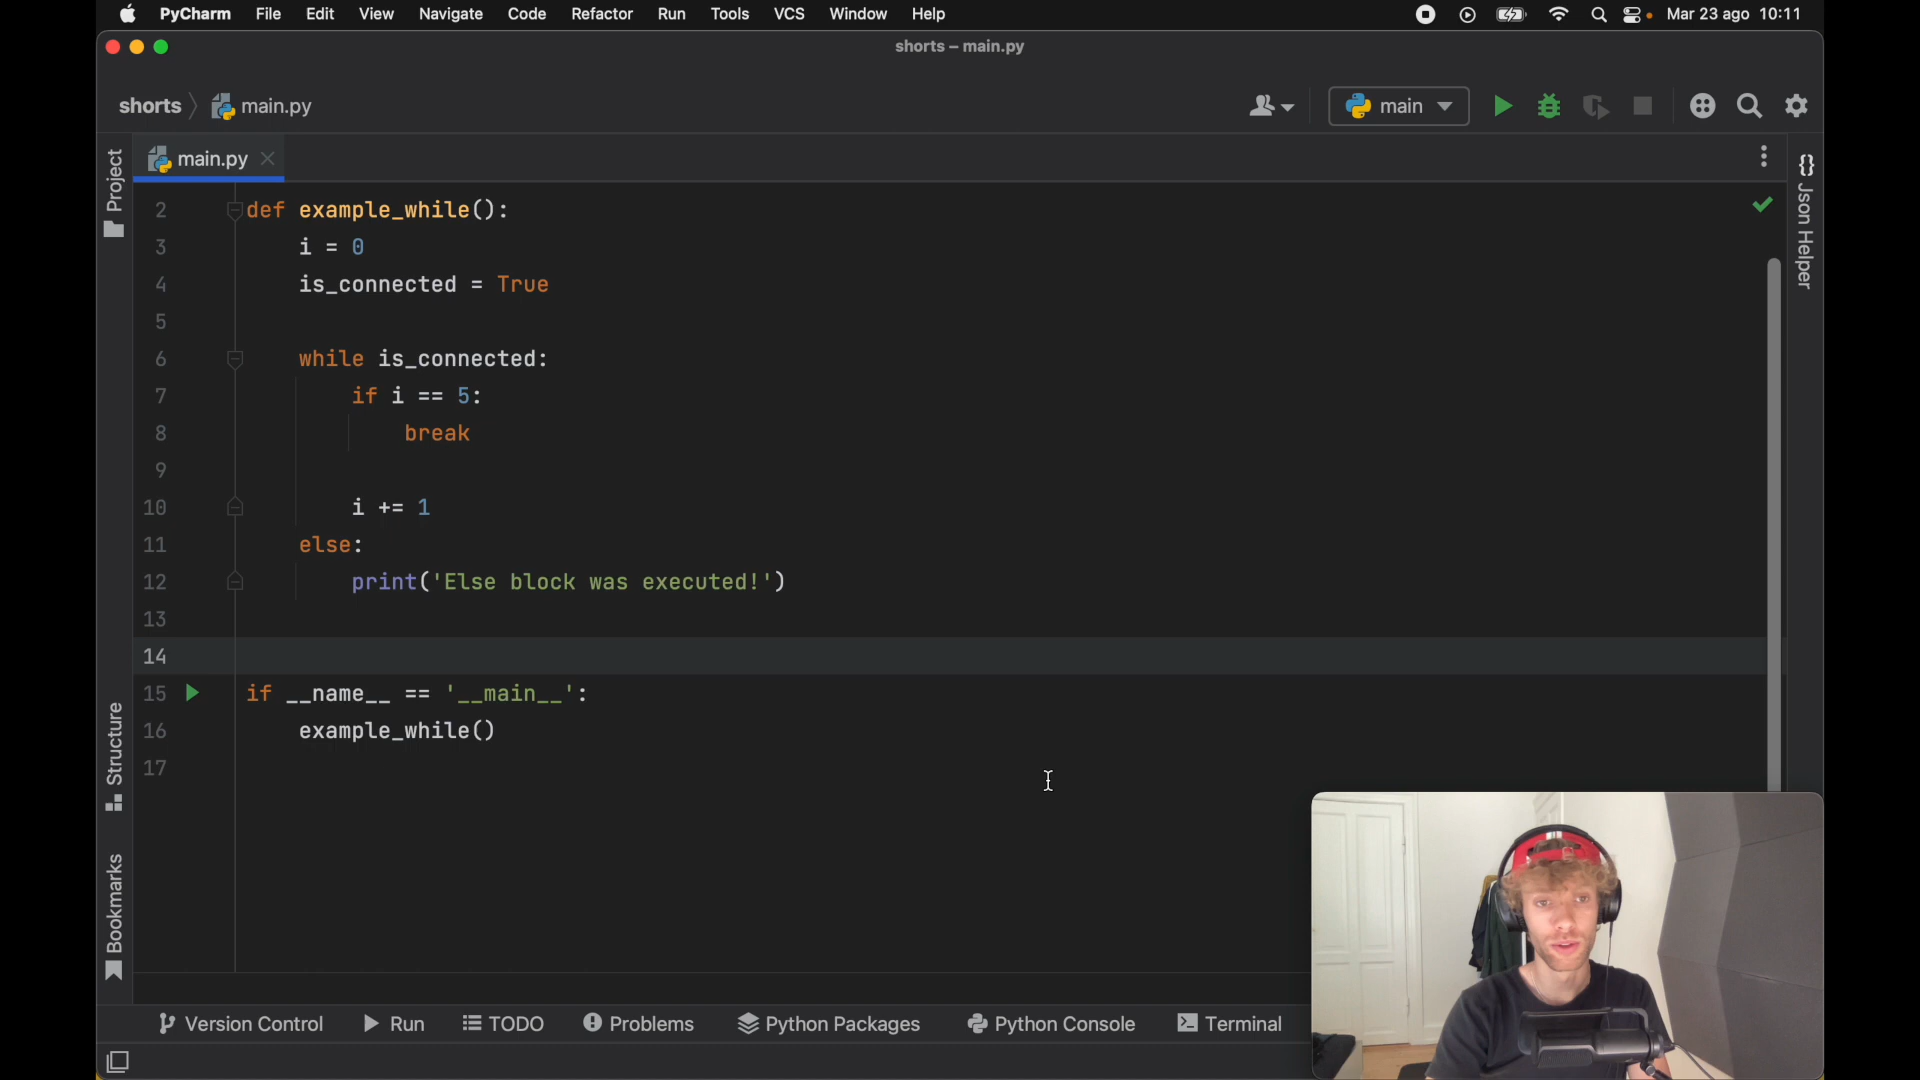 PyCharm File Edit View Navigate Code Refactor Run Tools VCS Window Help Mar 23 ago 10:11
shorts – main.py
shorts main.py main
Project
main.py
Json Helper
2 def example_while():
3 i = 0
4 is_connected = True
5
6 while is_connected:
7 if i == 5:
8 break
9
10 i += 1
11 else:
12 print('Else block was executed!')
13
14
15 if __name__ == '__main__':
16 example_while()
17
Structure
Bookmarks
Version Control Run TODO Problems Python Packages Python Console Terminal